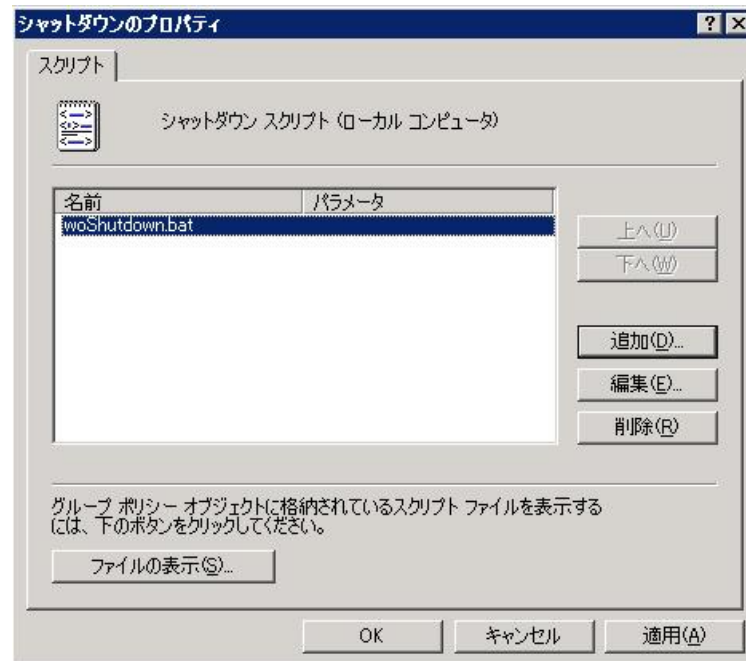 シャットダウンのプロパティ
スクリプト
シャットダウン スクリプト (ローカル コンピュータ)
名前 パラメータ
woShutdown.bat
上へ(U)
下へ(W)
追加(D)...
編集(E)...
削除(R)
グループ ポリシー オブジェクトに格納されているスクリプト ファイルを表示する
には、下のボタンをクリックしてください。
ファイルの表示(S)...
OK キャンセル 適用(A)